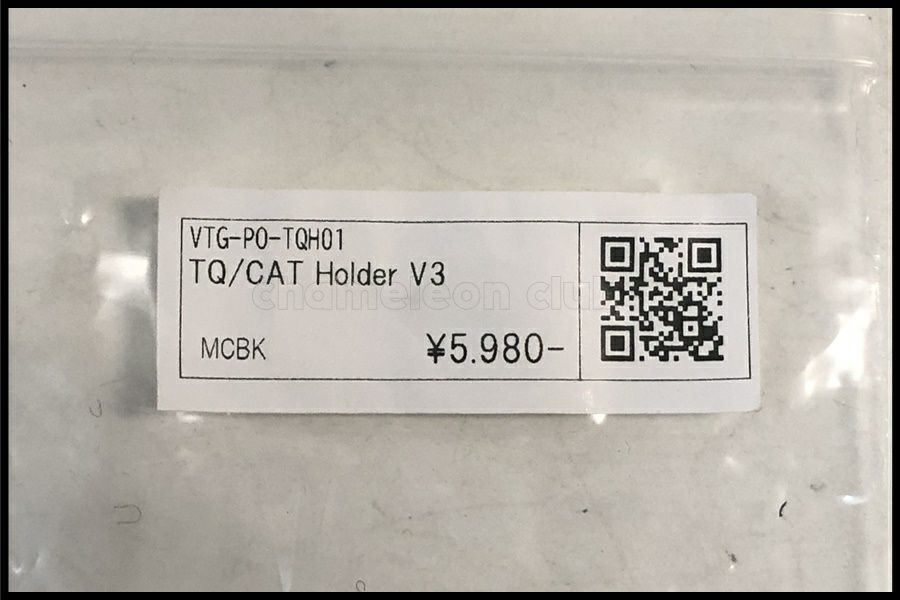 VTG-PO-TQH01
TQ/CAT Holder V3
chameleon club
MCBK
¥5.980-